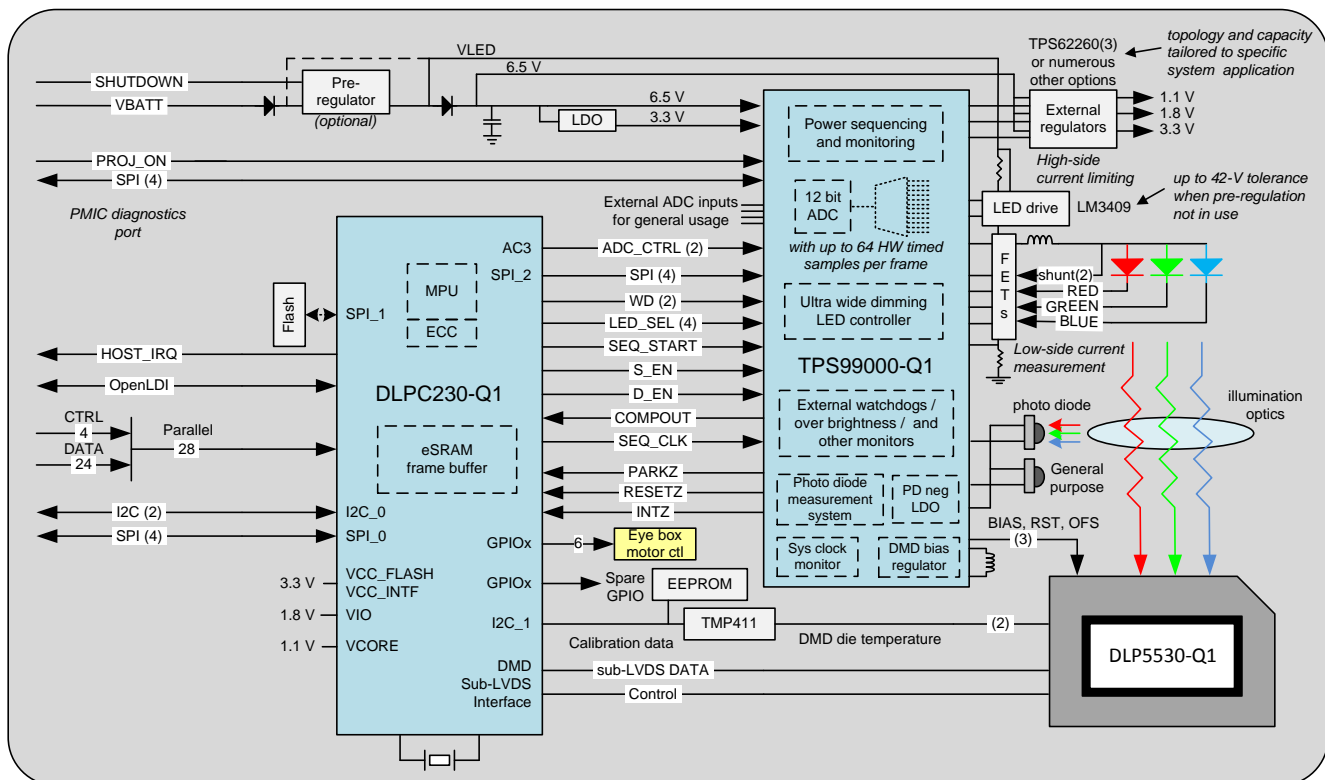 VLED
6.5 V
TPS62260(3)
or numerous
other options
topology and capacity
tailored to specific
system application
SHUTDOWN
VBATT
Pre-
regulator
(optional)
LDO
6.5 V
3.3 V
Power sequencing
and monitoring
External
regulators
1.1 V
1.8 V
3.3 V
PROJ_ON
SPI (4)
PMIC diagnostics
port
High-side
current limiting
External ADC inputs
for general usage
12 bit
ADC
with up to 64 HW timed
samples per frame
LED drive
LM3409
up to 42-V tolerance
when pre-regulation
not in use
AC3
ADC_CTRL (2)
SPI_2
SPI (4)
MPU
ECC
WD (2)
LED_SEL (4)
SEQ_START
S_EN
D_EN
COMPOUT
SEQ_CLK
PARKZ
RESETZ
INTZ
Ultra wide dimming
LED controller
TPS99000-Q1
F
E
T
s
shunt(2)
RED
GREEN
BLUE
Low-side current
measurement
Flash
SPI_1
HOST_IRQ
OpenLDI
DLPC230-Q1
CTRL
4
DATA
24
Parallel
28
eSRAM
frame buffer
External watchdogs /
over brightness / and
other monitors
photo diode
illumination
optics
General
purpose
Photo diode
measurement
system
PD neg
LDO
Sys clock
monitor
DMD bias
regulator
BIAS, RST, OFS
(3)
I2C (2)
I2C_0
SPI (4)
SPI_0
GPIOx
6
Eye box
motor ctl
3.3 V
VCC_FLASH
VCC_INTF
GPIOx
Spare
GPIO
EEPROM
1.8 V
VIO
I2C_1
TMP411
(2)
1.1 V
VCORE
Calibration data
DMD die temperature
DLP5530-Q1
DMD
Sub-LVDS
Interface
sub-LVDS DATA
Control